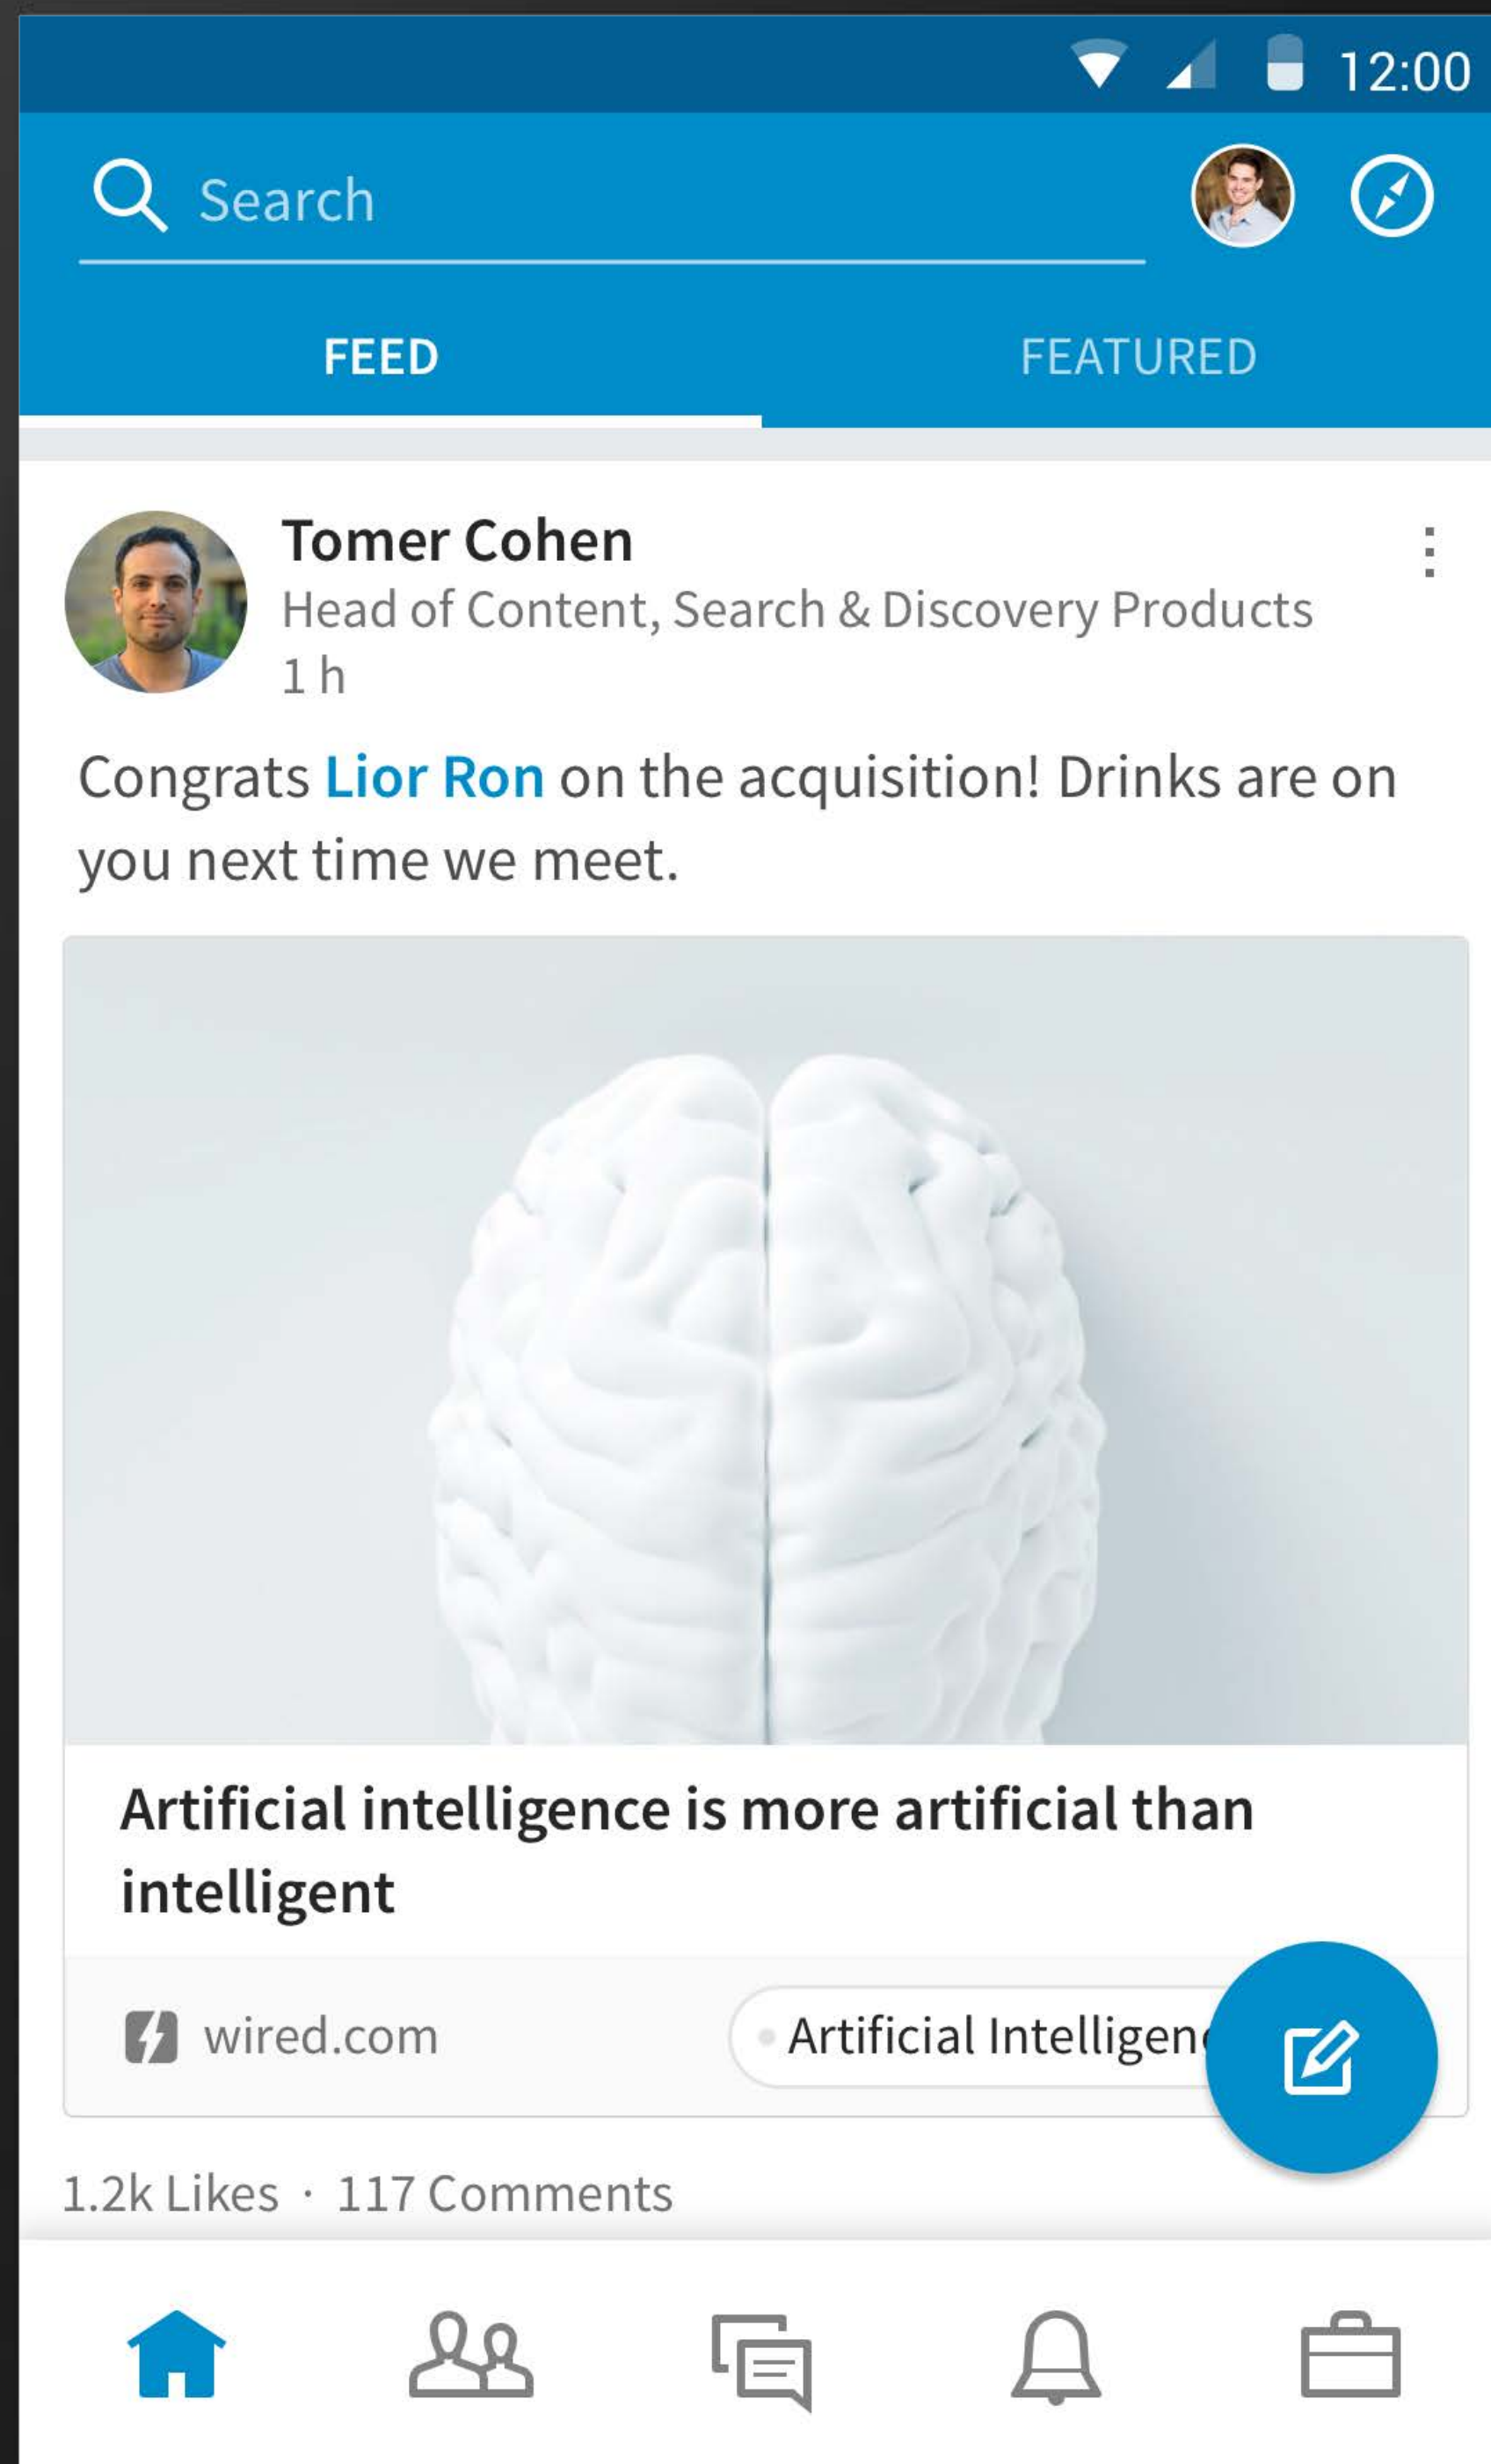 12:00
Search
FEED
FEATURED
Tomer Cohen
Head of Content, Search & Discovery Products
1 h
Congrats Lior Ron on the acquisition! Drinks are on
you next time we meet.
Artificial intelligence is more artificial than
intelligent
wired.com
Artificial
1.2k Likes · 117 Comments